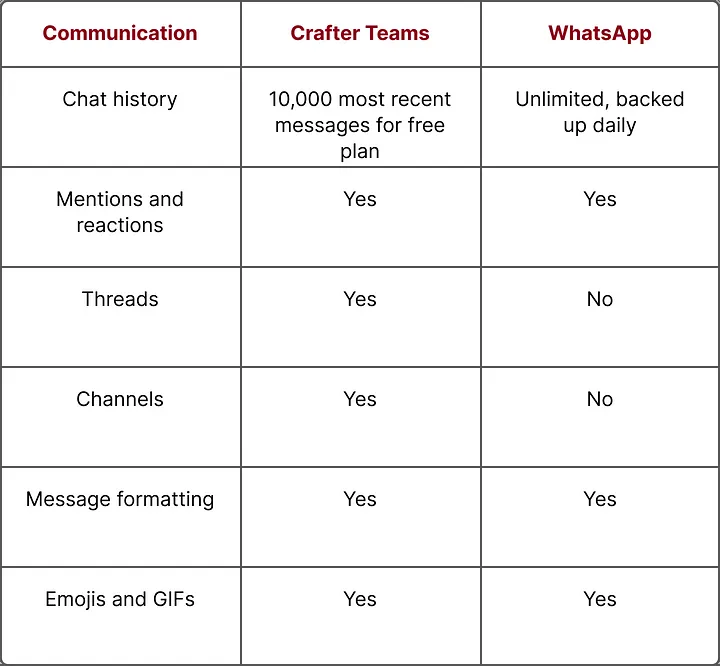 Communication
Crafter Teams
WhatsApp
Chat history
10,000 most recent
messages for free
plan
Unlimited, backed
up daily
Mentions and
reactions
Yes
Yes
Threads
Yes
No
Channels
Yes
No
Message formatting
Yes
Yes
Emojis and GIFs
Yes
Yes